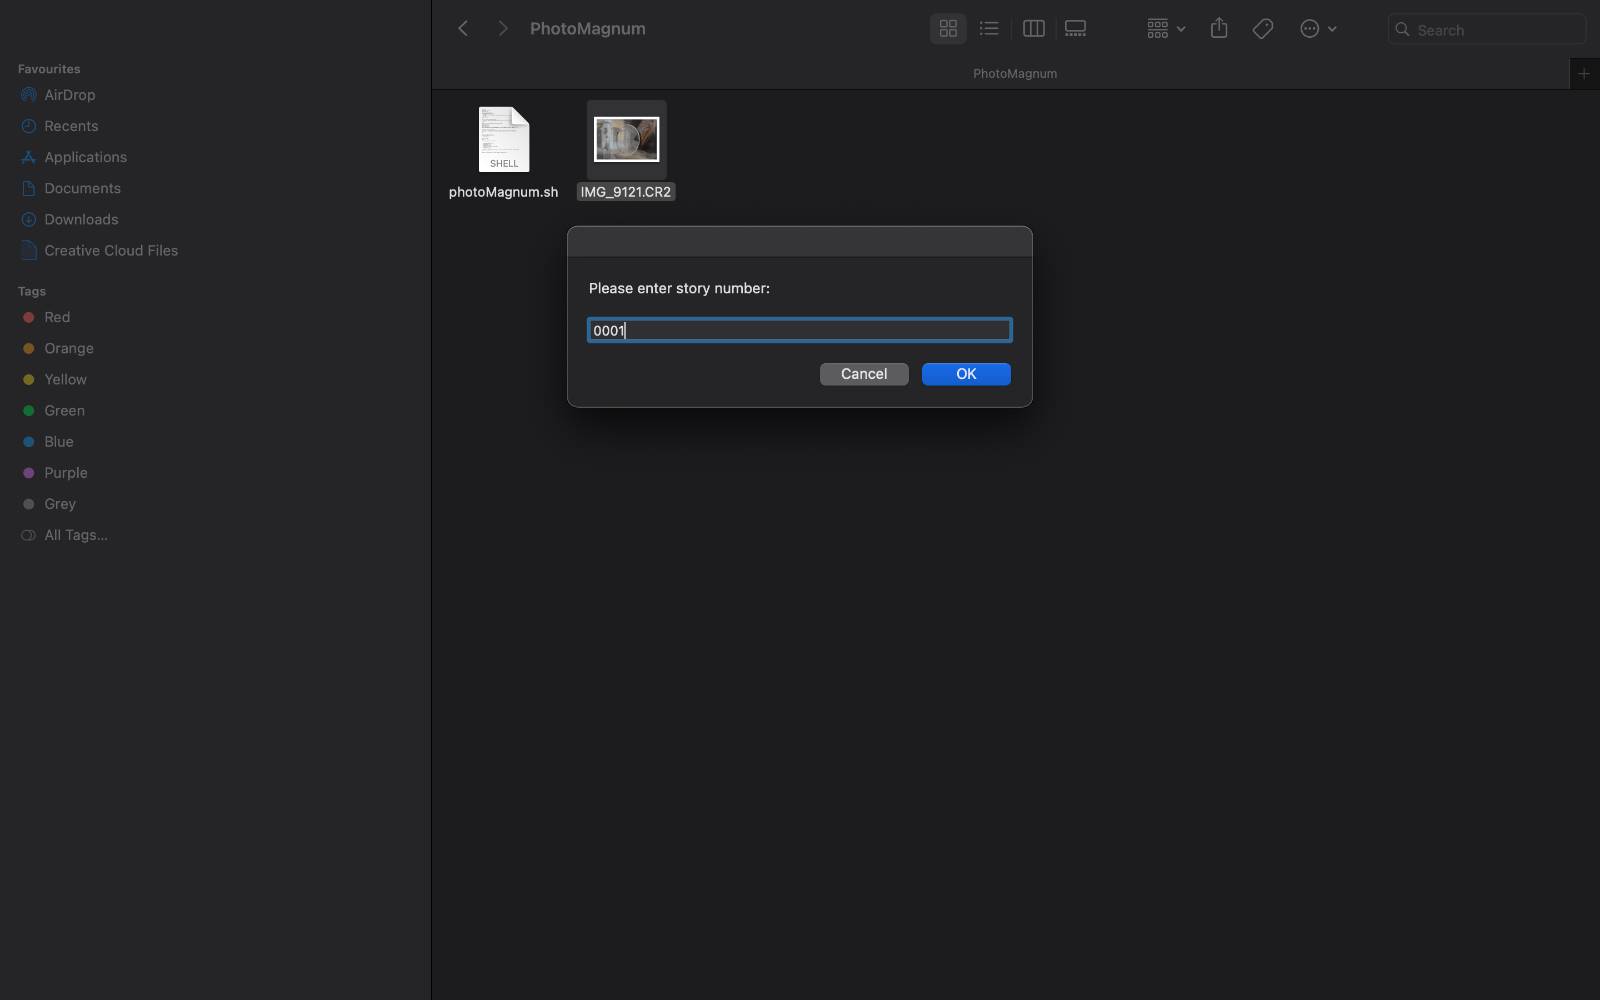 PhotoMagnum
Search
Favourites
AirDrop
Recents
Applications
Documents
Downloads
Creative Cloud Files
Tags
Red
Orange
Yellow
Green
Blue
Purple
Grey
All Tags...
PhotoMagnum
SHELL
photoMagnum.sh
IMG_9121.CR2
Please enter story number:
0001
Cancel
OK